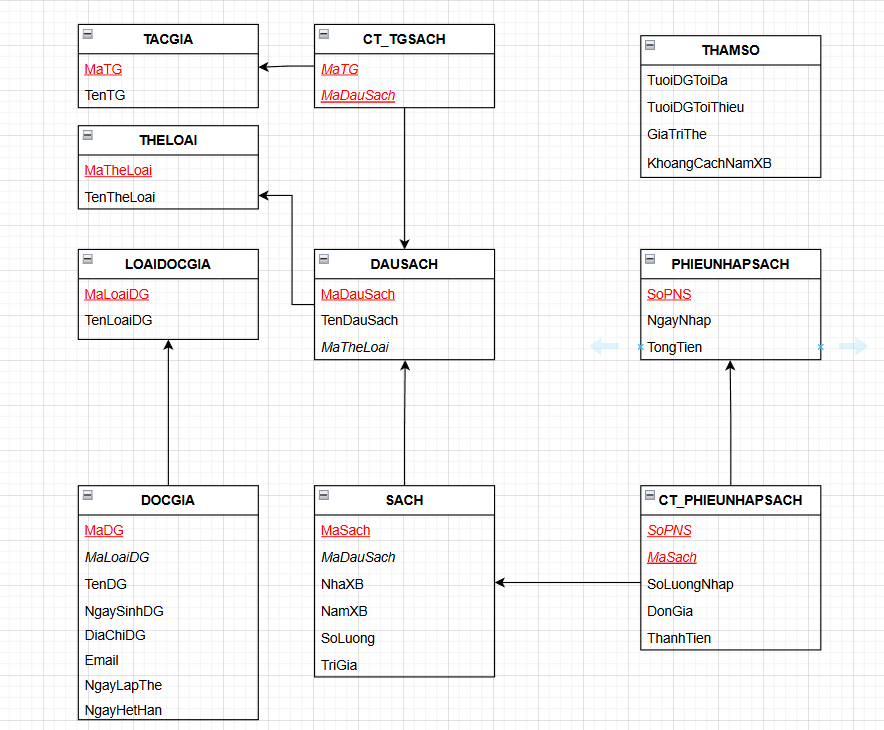 TACGIA
MaTG
TenTG
CT_TGSACH
MaTG
MaDauSach
THAMSO
TuoiDGToiDa
TuoiDGToiThieu
GiaTriThe
KhoangCachNamXB
THELOAI
MaTheLoai
TenTheLoai
LOAIDOCGIA
MaLoaiDG
TenLoaiDG
DAUSACH
MaDauSach
TenDauSach
MaTheLoai
PHIEUNHAPSACH
SoPNS
NgayNhap
TongTien
DOCGIA
MaDG
MaLoaiDG
TenDG
NgaySinhDG
DiaChiDG
Email
NgayLapThe
NgayHetHan
SACH
MaSach
MaDauSach
NhaXB
NamXB
SoLuong
TriGia
CT_PHIEUNHAPSACH
SoPNS
MaSach
SoLuongNhap
DonGia
ThanhTien